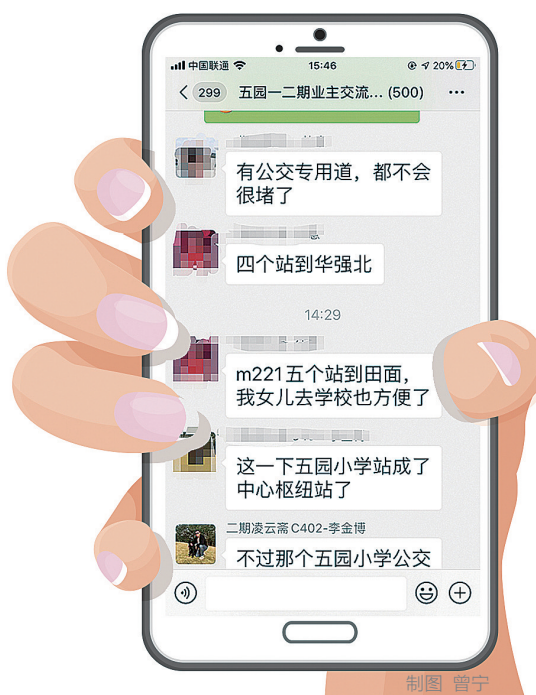 中国联通 15:46 20%
299 五园一二期业主交流... (500) ...
有公交专用道，都不会
很堵了
四个站到华强北
14:29
m221五个站到田面，
我女儿去学校也方便了
这一下五园小学站成了
中心枢纽站了
二期凌云斋C402-李金博
不过那个五园小学公交
制图 曾宁